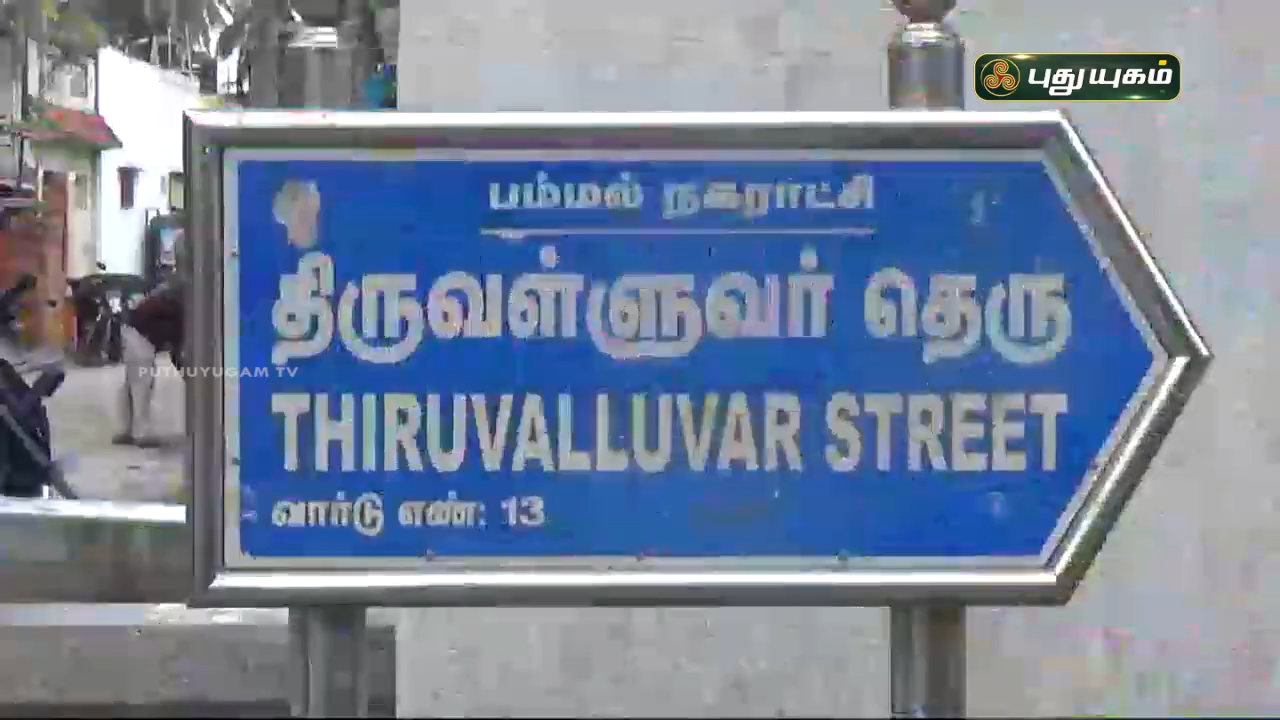 புதுயுகம்
பம்மல் நகராட்சி
திருவள்ளுவர் தெரு
PUTHUYUGAM TV
THIRUVALLUVAR STREET
வார்டு எண்: 13